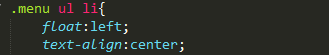 .menu ul li{
float:left;
text-align:center;